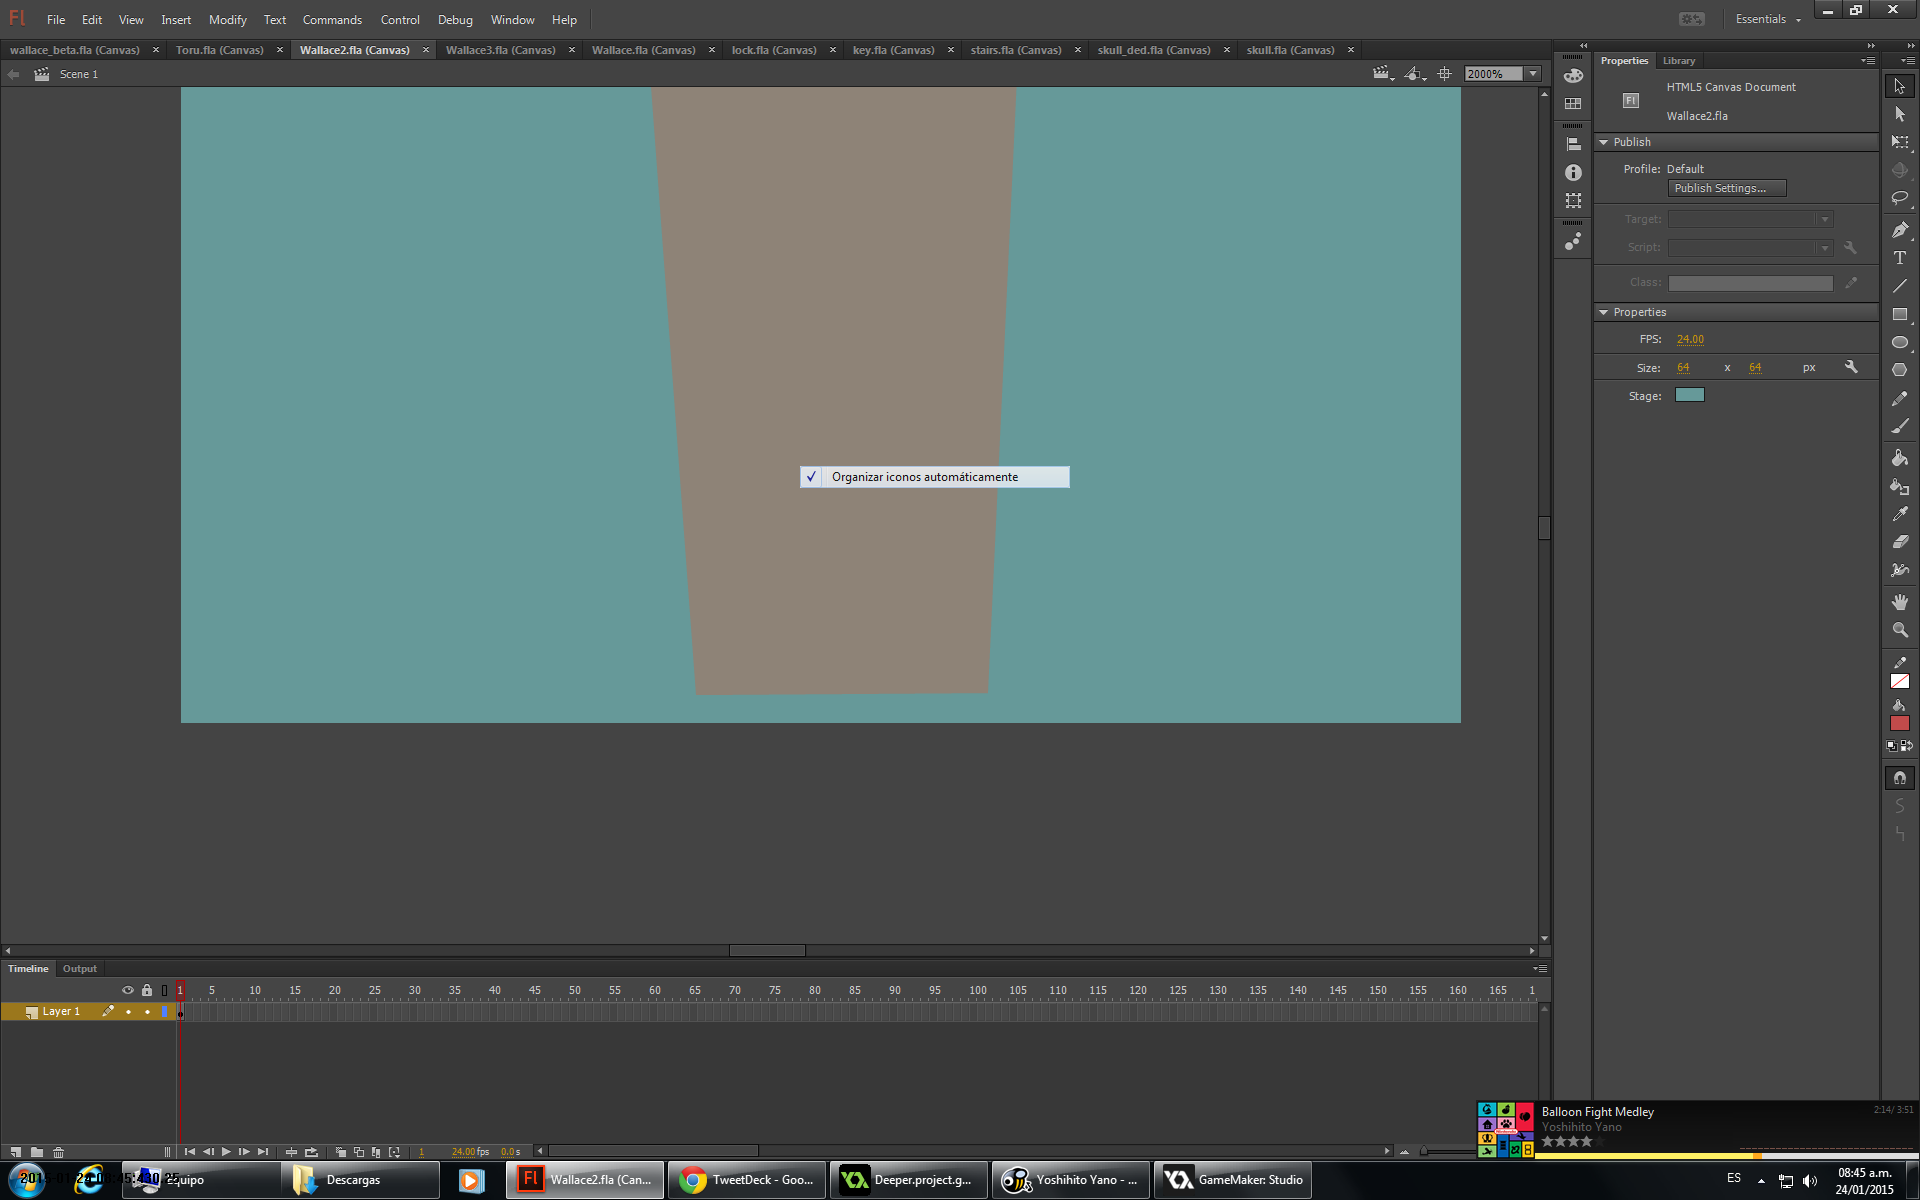 Fl File Edit View Insert Modify Text Commands Control Debug Window Help Essentials
wallace_beta.fla (Canvas) × Toru.fla (Canvas) × Wallace2.fla (Canvas) × Wallace3.fla (Canvas) × Wallace.fla (Canvas) × lock.fla (Canvas) × key.fla (Canvas) × stairs.fla (Canvas) × skull_ded.fla (Canvas) × skull.fla (Canvas) ×
Scene 1 2000%
Properties Library
HTML5 Canvas Document
Fl
Wallace2.fla
Publish
Profile: Default
Publish Settings...
Target:
Script:
Class:
Properties
FPS: 24.00
Size: 64 x 64 px
Stage:
T
✓ Organizar iconos automáticamente
Timeline Output
1 5 10 15 20 25 30 35 40 45 50 55 60 65 70 75 80 85 90 95 100 105 110 115 120 125 130 135 140 145 150 155 160 165 1
Layer 1
1 24.00 fps 0.0 s
Balloon Fight Medley 2:14/ 3:51
Yoshihito Yano
Equipo Descargas Fl Wallace2.fla (Can... TweetDeck - Goo... Deeper.project.g... Yoshihito Yano - ... GameMaker: Studio
ES 08:45 a.m.
24/01/2015